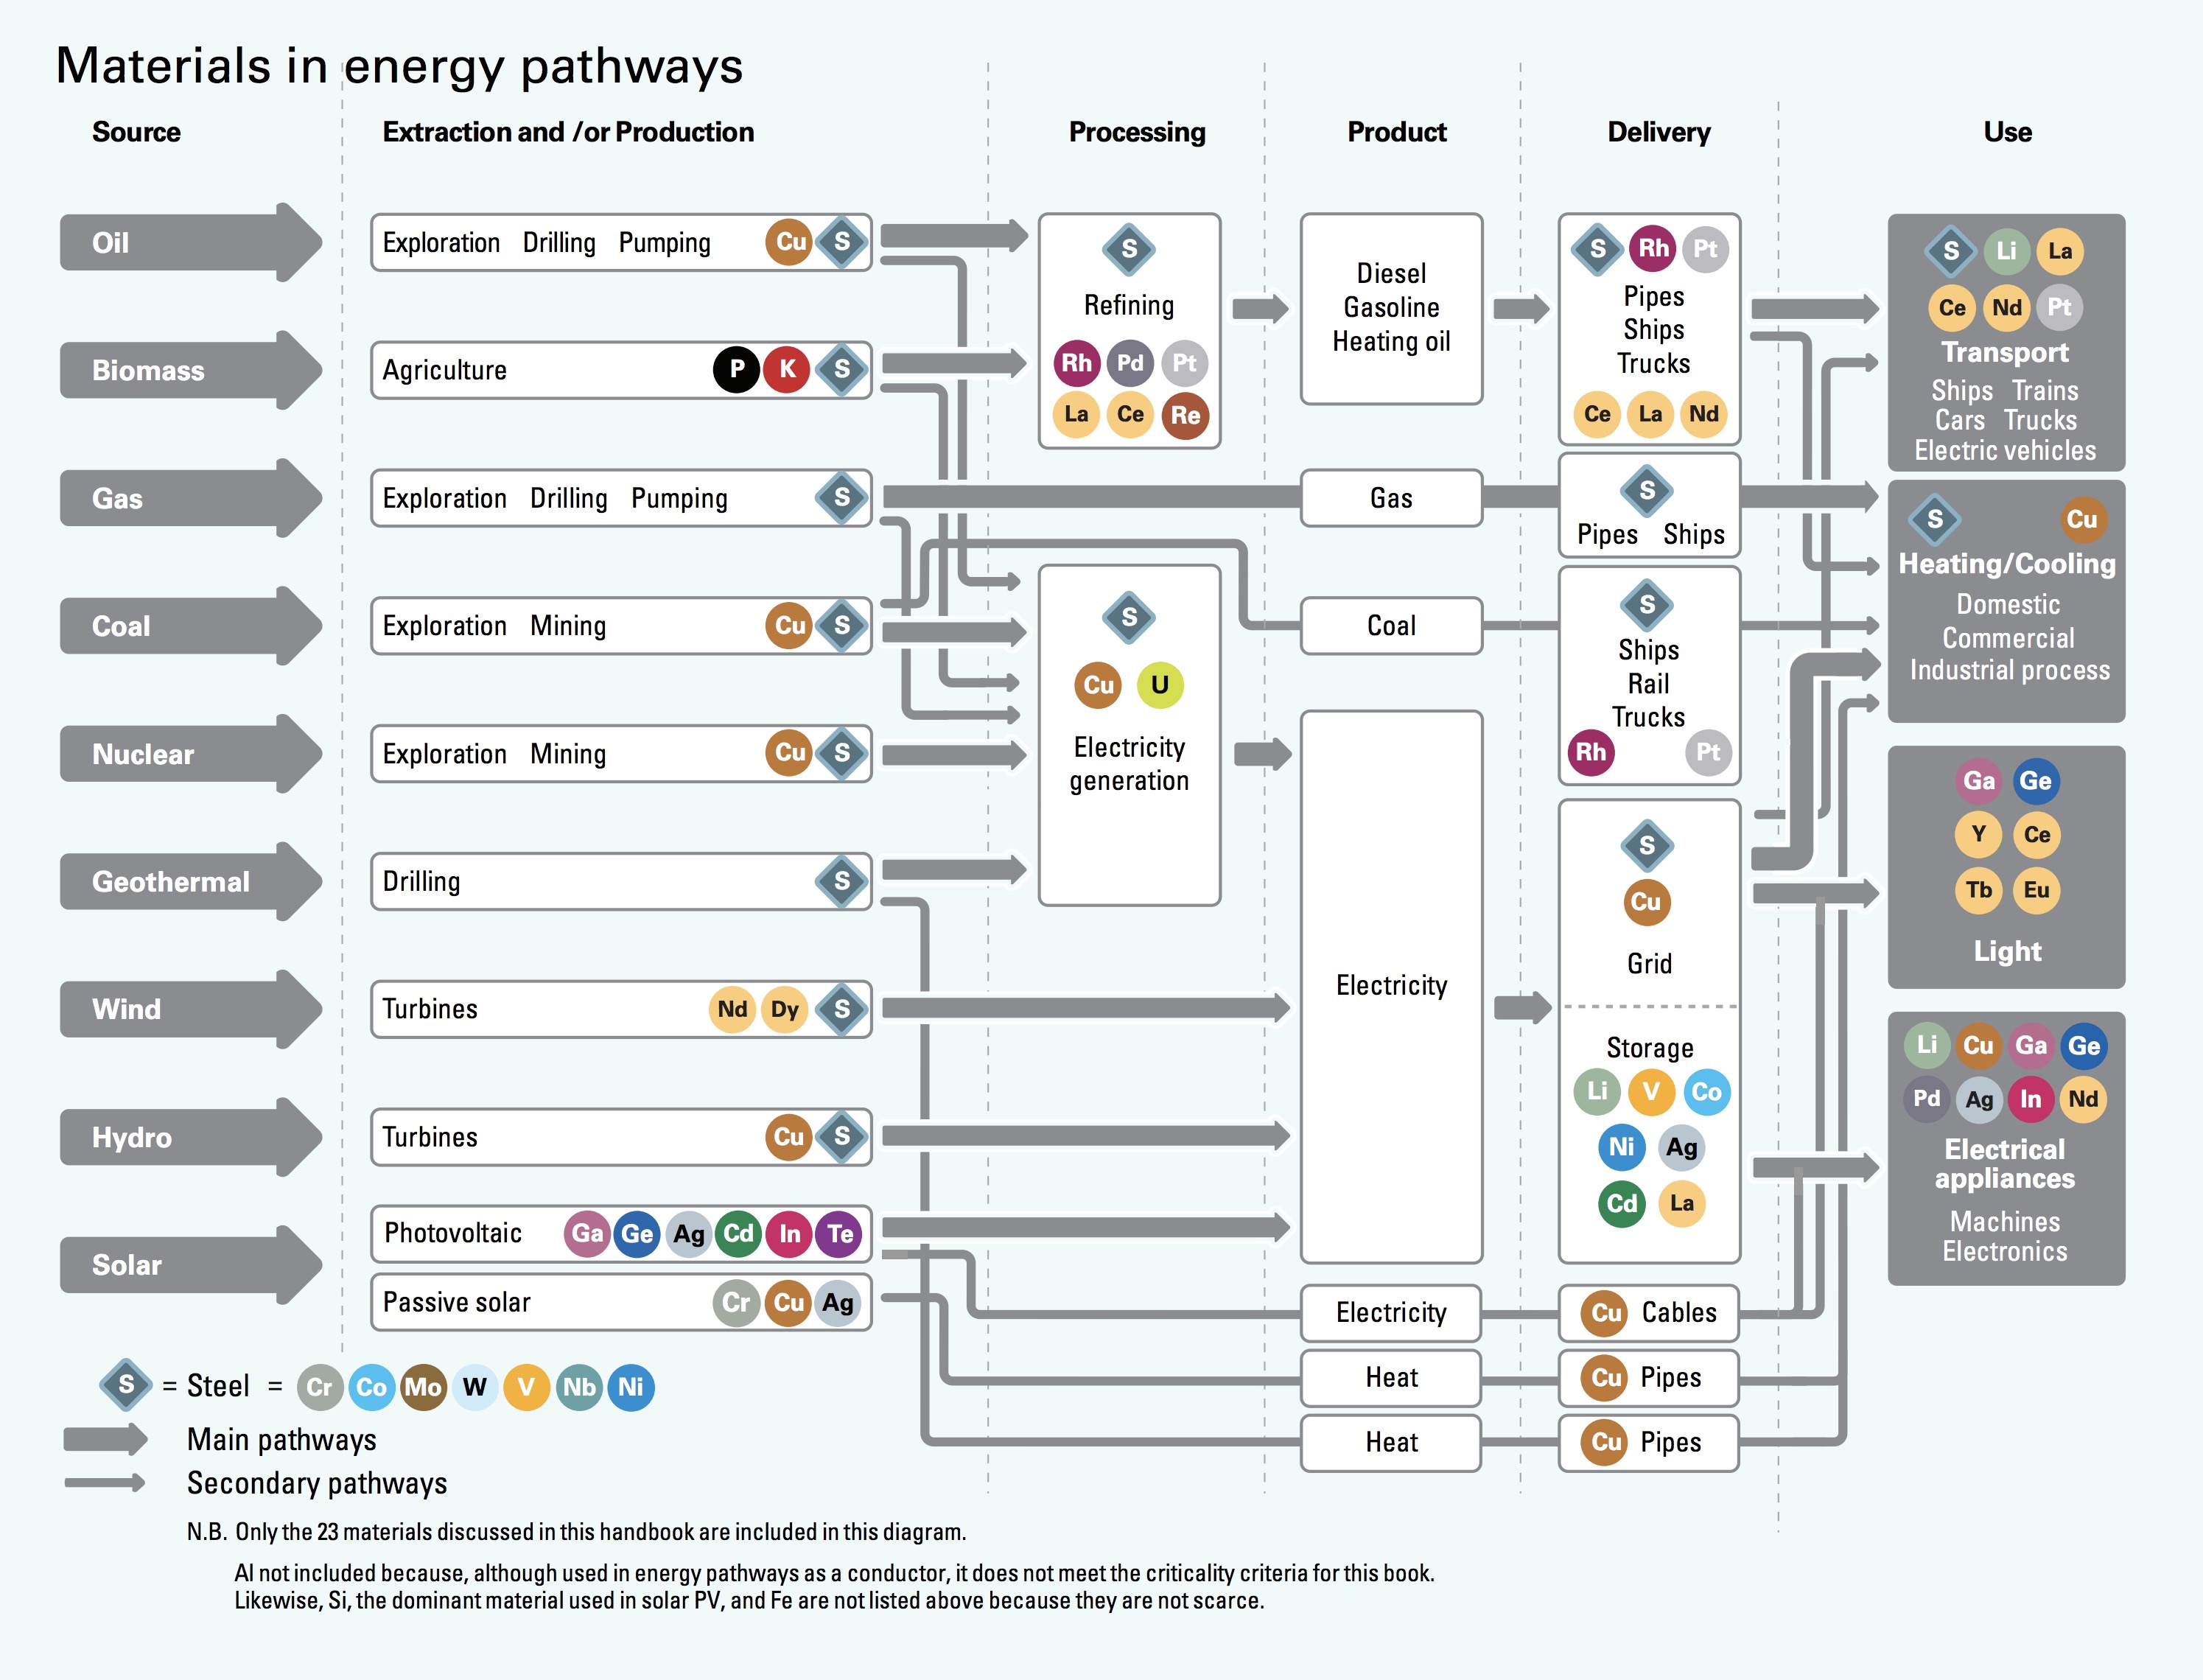 Materials in energy pathways
Source
Extraction and /or Production
Processing
Product
Delivery
Use
Oil
Exploration Drilling Pumping Cu S
Biomass
Agriculture P K S
Gas
Exploration Drilling Pumping S
Coal
Exploration Mining Cu S
Nuclear
Exploration Mining Cu S
Geothermal
Drilling S
Wind
Turbines Nd Dy S
Hydro
Turbines Cu S
Solar
Photovoltaic Ga Ge Ag Cd In Te
Passive solar Cr Cu Ag
S
Refining
Rh Pd Pt
La Ce Re
S
Cu U
Electricity
generation
Diesel
Gasoline
Heating oil
Gas
Coal
Electricity
Electricity
Heat
Heat
S Rh Pt
Pipes
Ships
Trucks
Ce La Nd
S
Pipes Ships
S
Ships
Rail
Trucks
Rh Pt
S
Cu
Grid
Storage
Li V Co
Ni Ag
Cd La
Cu Cables
Cu Pipes
Cu Pipes
S Li La
Ce Nd Pt
Transport
Ships Trains
Cars Trucks
Electric vehicles
S Cu
Heating/Cooling
Domestic
Commercial
Industrial process
Ga Ge
Y Ce
Tb Eu
Light
Li Cu Ga Ge
Pd Ag In Nd
Electrical
appliances
Machines
Electronics
S = Steel = Cr Co Mo W V Nb Ni
Main pathways
Secondary pathways
N.B. Only the 23 materials discussed in this handbook are included in this diagram.
Al not included because, although used in energy pathways as a conductor, it does not meet the criticality criteria for this book.
Likewise, Si, the dominant material used in solar PV, and Fe are not listed above because they are not scarce.